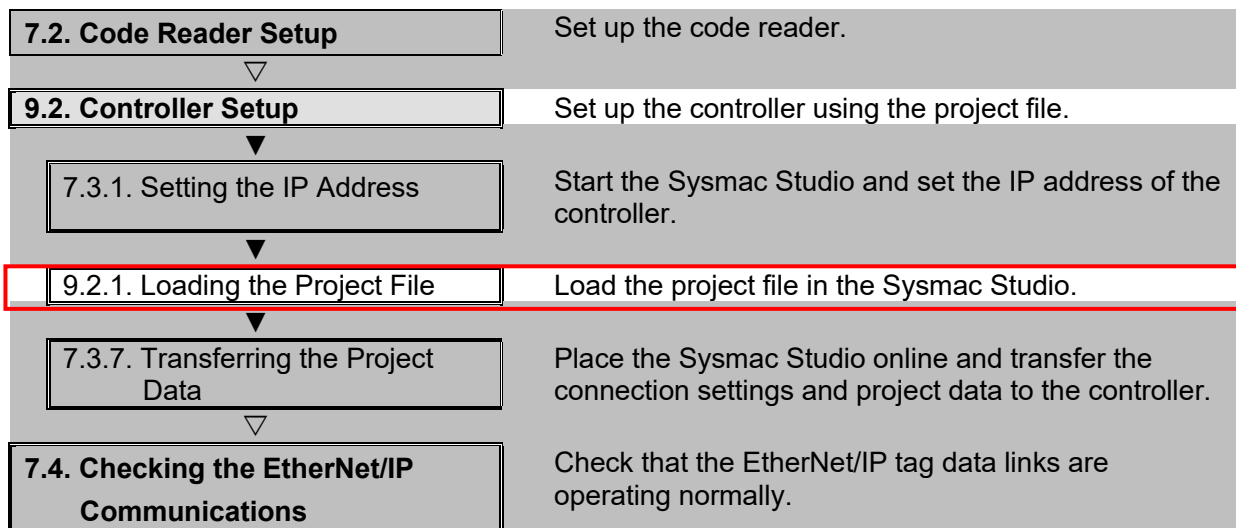 7.2. Code Reader Setup
Set up the code reader.
▽
9.2. Controller Setup
Set up the controller using the project file.
▼
7.3.1. Setting the IP Address
Start the Sysmac Studio and set the IP address of the
controller.
▼
9.2.1. Loading the Project File
Load the project file in the Sysmac Studio.
▼
7.3.7. Transferring the Project
Data
Place the Sysmac Studio online and transfer the
connection settings and project data to the controller.
▽
7.4. Checking the EtherNet/IP
Communications
Check that the EtherNet/IP tag data links are
operating normally.